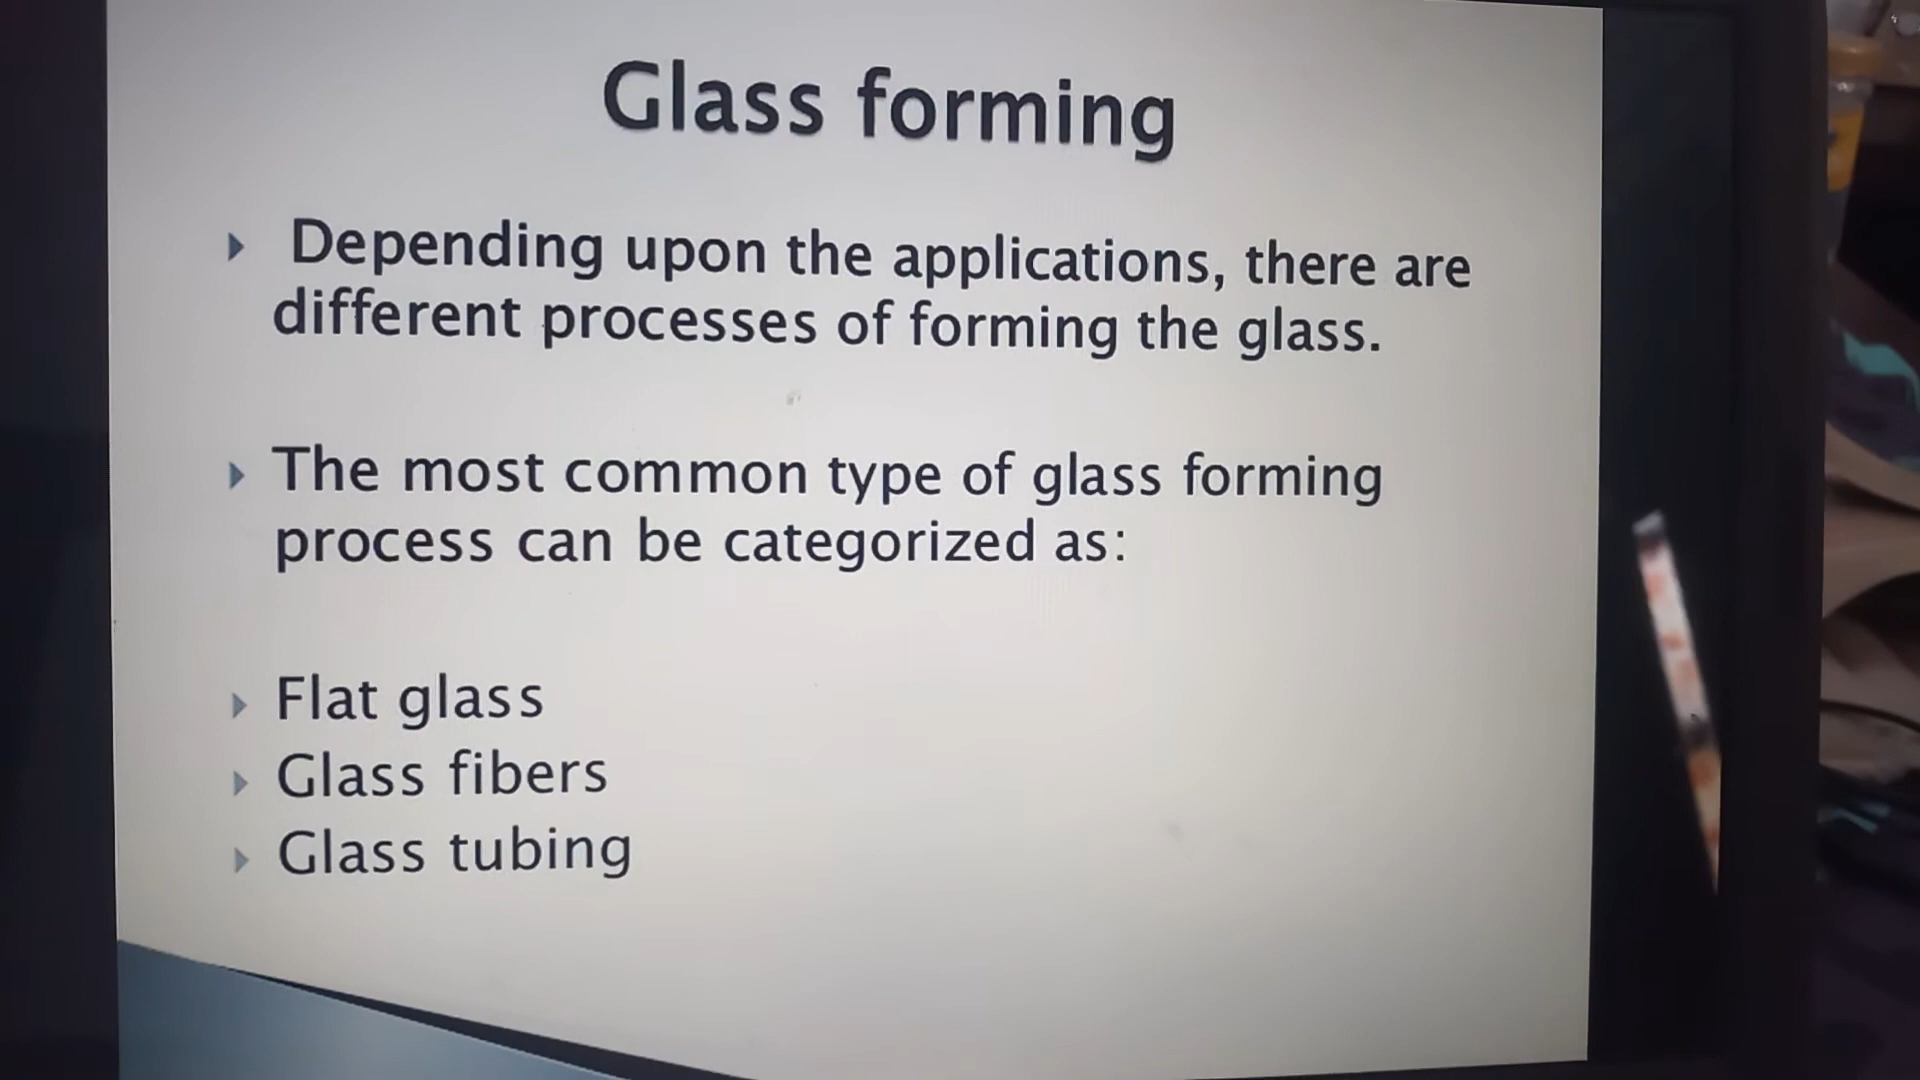 Glass forming
Depending upon the applications, there are
different processes of forming the glass.
The most common type of glass forming
process can be categorized as:
Flat glass
Glass fibers
Glass tubing